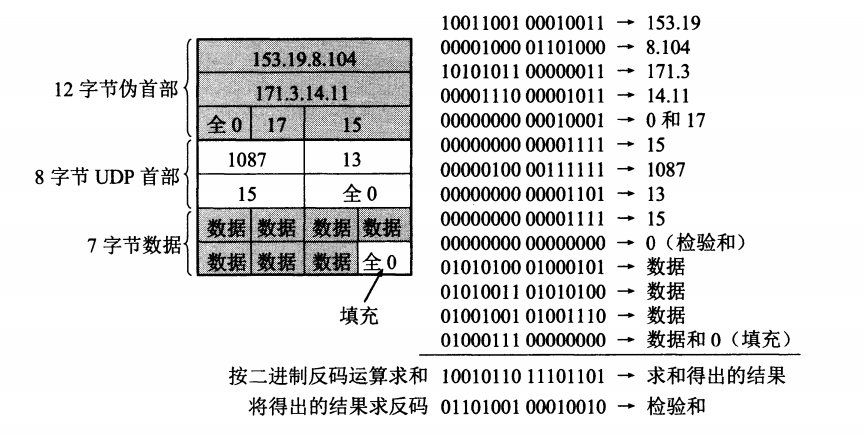 12 字节伪首部
153.19.8.104
171.3.14.11
全 0 17 15
8 字节 UDP 首部
1087 13
15 全 0
7 字节数据
数据 数据 数据 数据
数据 数据 数据 全 0
填充
10011001 00010011 → 153.19
00001000 01101000 → 8.104
10101011 00000011 → 171.3
00001110 00001011 → 14.11
00000000 00010001 → 0 和 17
00000000 00001111 → 15
00000100 00111111 → 1087
00000000 00001101 → 13
00000000 00001111 → 15
00000000 00000000 → 0（检验和）
01010100 01000101 → 数据
01010011 01010100 → 数据
01001001 01001110 → 数据
01000111 00000000 → 数据和 0（填充）
按二进制反码运算求和 10010110 11101101 → 求和得出的结果
将得出的结果求反码 01101001 00010010 → 检验和